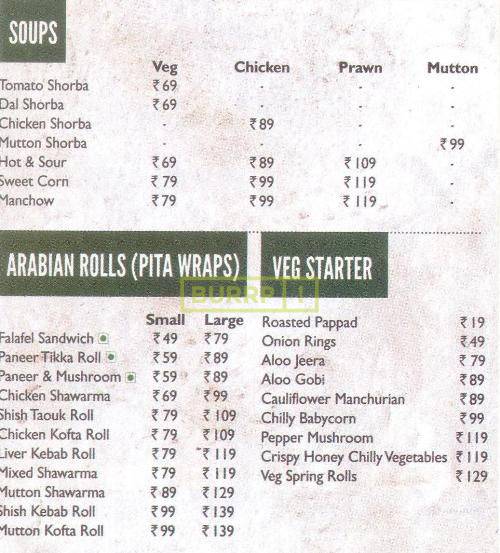 SOUPS
Veg Chicken Prawn Mutton
Tomato Shorba ₹69 - - -
Dal Shorba ₹69 - - -
Chicken Shorba - ₹89 - -
Mutton Shorba - - - ₹99
Hot & Sour ₹69 ₹89 ₹109 -
Sweet Corn ₹79 ₹99 ₹119 -
Manchow ₹79 ₹99 ₹119 -
ARABIAN ROLLS (PITA WRAPS)
Small Large
Falafel Sandwich ₹49 ₹79
Paneer Tikka Roll ₹59 ₹89
Paneer & Mushroom ₹59 ₹89
Chicken Shawarma ₹69 ₹99
Shish Taouk Roll ₹79 ₹109
Chicken Kofta Roll ₹79 ₹109
Liver Kebab Roll ₹79 ₹119
Mixed Shawarma ₹79 ₹119
Mutton Shawarma ₹89 ₹129
Shish Kebab Roll ₹99 ₹139
Mutton Kofta Roll ₹99 ₹139
VEG STARTER
BURRP !
Roasted Pappad ₹19
Onion Rings ₹49
Aloo Jeera ₹79
Aloo Gobi ₹89
Cauliflower Manchurian ₹89
Chilly Babycorn ₹99
Pepper Mushroom ₹119
Crispy Honey Chilly Vegetables ₹119
Veg Spring Rolls ₹129